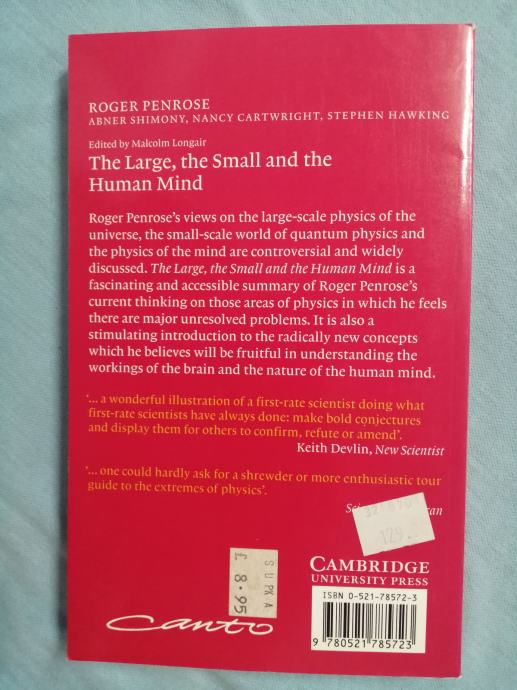 ROGER PENROSE
ABNER SHIMONY, NANCY CARTWRIGHT, STEPHEN HAWKING
Edited by Malcolm Longair
The Large, the Small and the
Human Mind
Roger Penrose's views on the large-scale physics of the
universe, the small-scale world of quantum physics and
the physics of the mind are controversial and widely
discussed. The Large, the Small and the Human Mind is a
fascinating and accessible summary of Roger Penrose's
current thinking on those areas of physics in which he feels
there are major unresolved problems. It is also a
stimulating introduction to the radically new concepts
which he believes will be fruitful in understanding the
workings of the brain and the nature of the human mind.
'... a wonderful illustration of a first-rate scientist doing what
first-rate scientists have always done: make bold conjectures
and display them for others to confirm, refute or amend'.
Keith Devlin, New Scientist
'... one could hardly ask for a shrewder or more enthusiastic tour
guide to the extremes of physics'.
129.
SUPKA
£ 8.95
CAMBRIDGE
UNIVERSITY PRESS
ISBN 0-521-78572-3
9 780521 785723
Canto